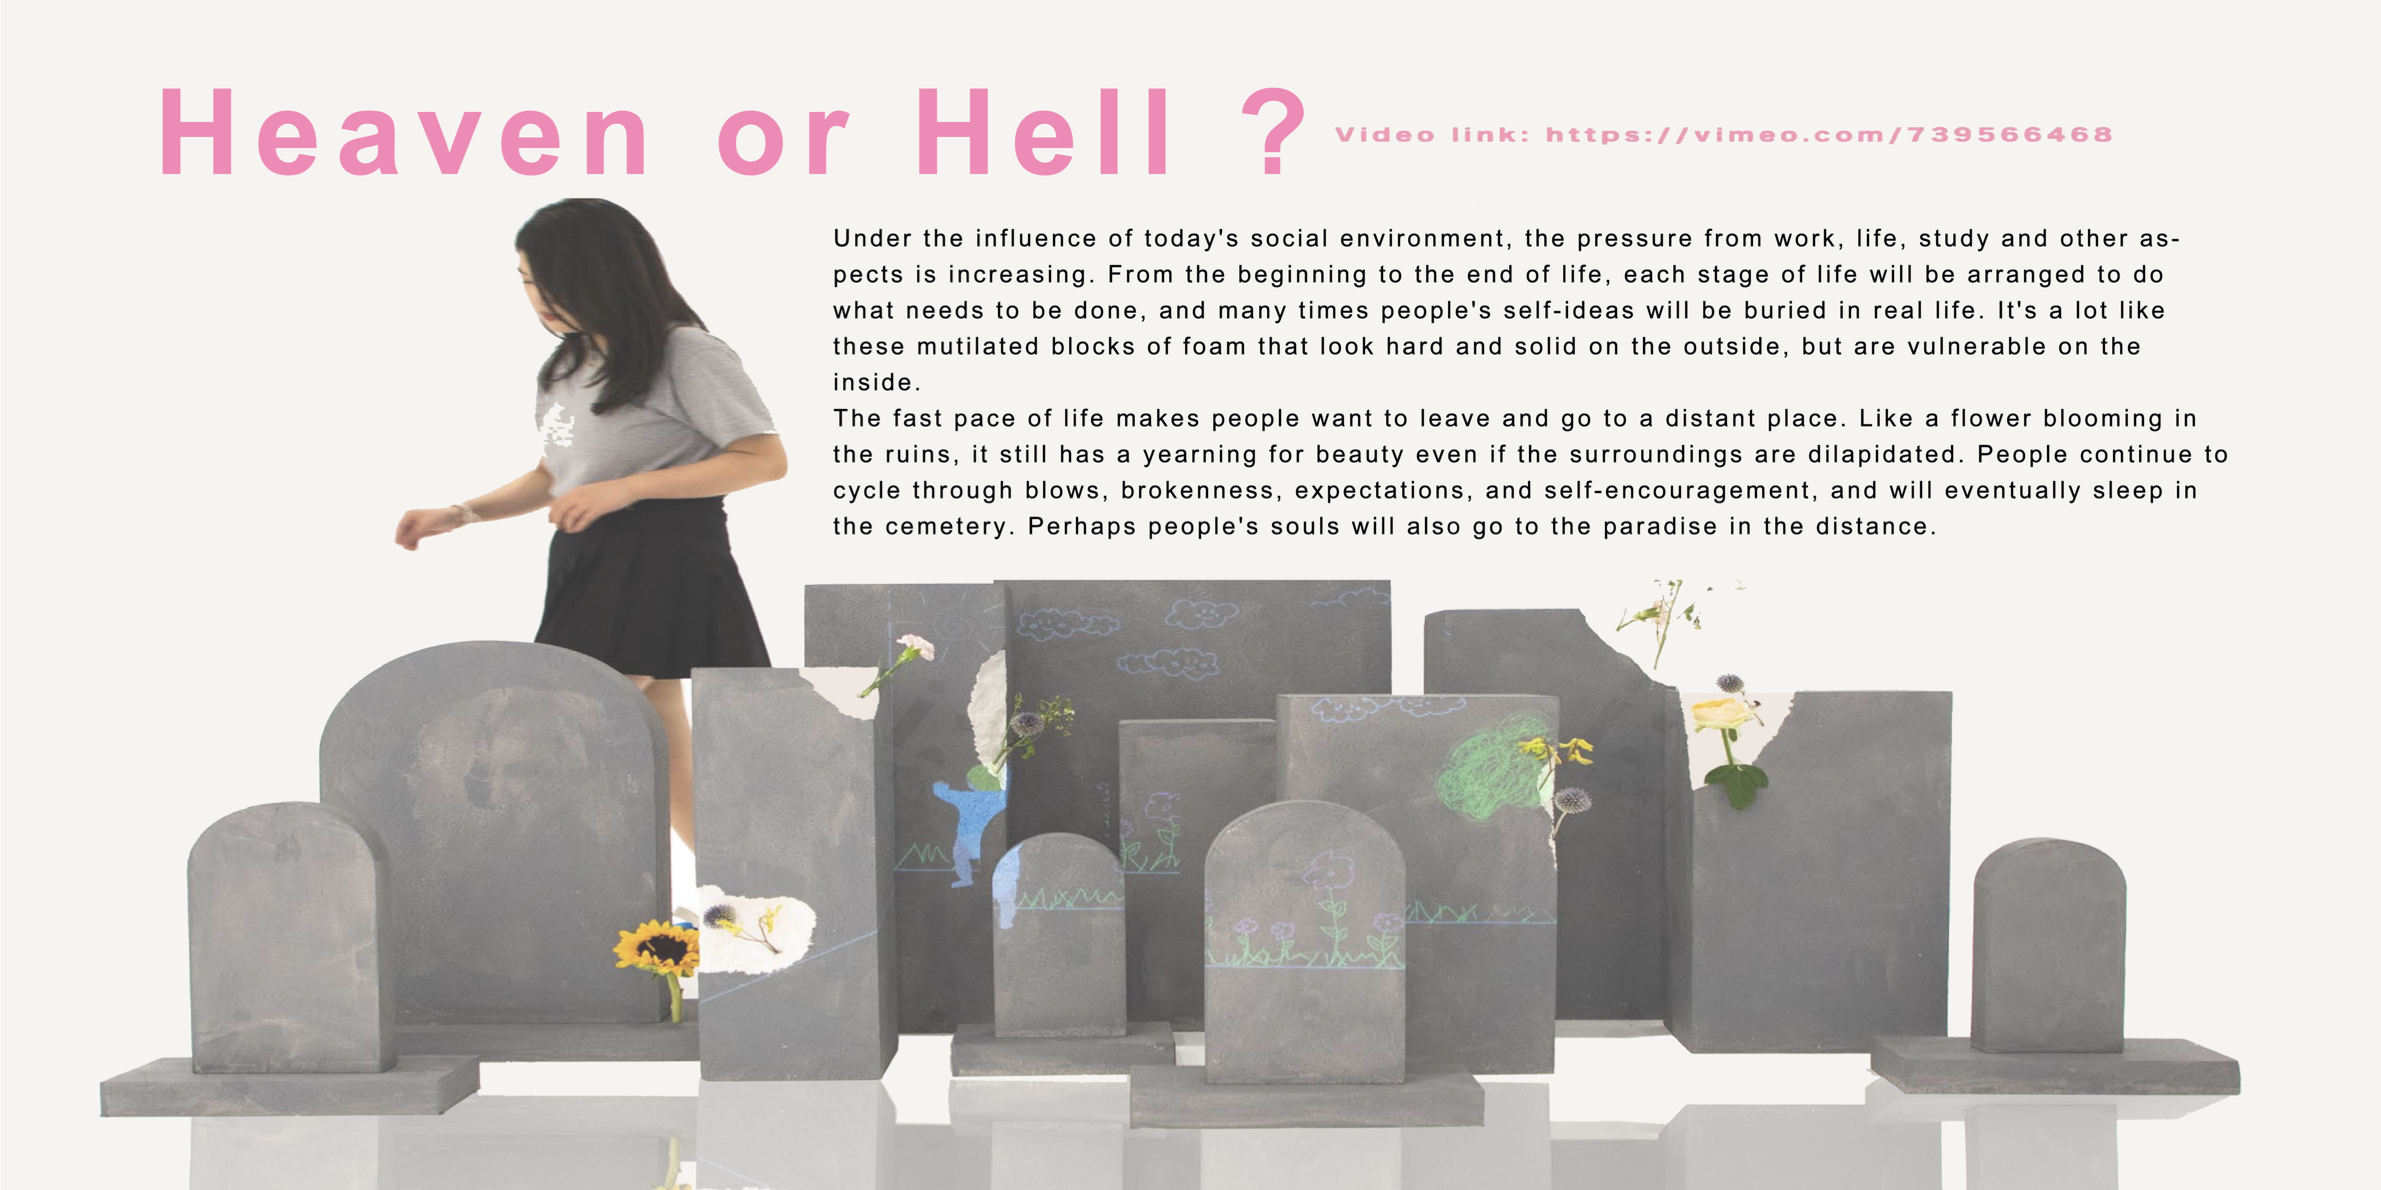 Heaven or Hell ?
Video link: https://vimeo.com/739566468
Under the influence of today's social environment, the pressure from work, life, study and other as-
pects is increasing. From the beginning to the end of life, each stage of life will be arranged to do
what needs to be done, and many times people's self-ideas will be buried in real life. It's a lot like
these mutilated blocks of foam that look hard and solid on the outside, but are vulnerable on the
inside.
The fast pace of life makes people want to leave and go to a distant place. Like a flower blooming in
the ruins, it still has a yearning for beauty even if the surroundings are dilapidated. People continue to
cycle through blows, brokenness, expectations, and self-encouragement, and will eventually sleep in
the cemetery. Perhaps people's souls will also go to the paradise in the distance.